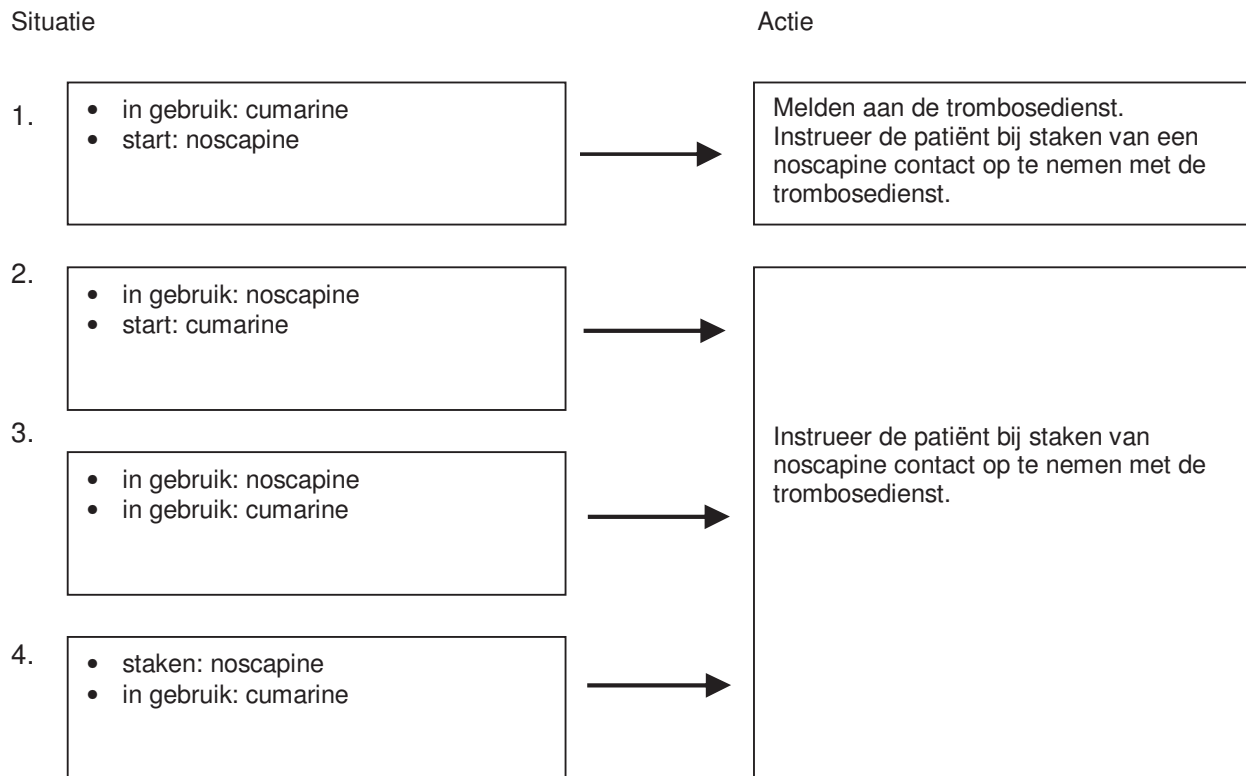 Situatie
Actie
1.
• in gebruik: cumarine
• start: noscapine
Melden aan de trombosedienst.
Instrueer de patiënt bij staken van een
noscapine contact op te nemen met de
trombosedienst.
2.
• in gebruik: noscapine
• start: cumarine
3.
• in gebruik: noscapine
• in gebruik: cumarine
Instrueer de patiënt bij staken van
noscapine contact op te nemen met de
trombosedienst.
4.
• staken: noscapine
• in gebruik: cumarine